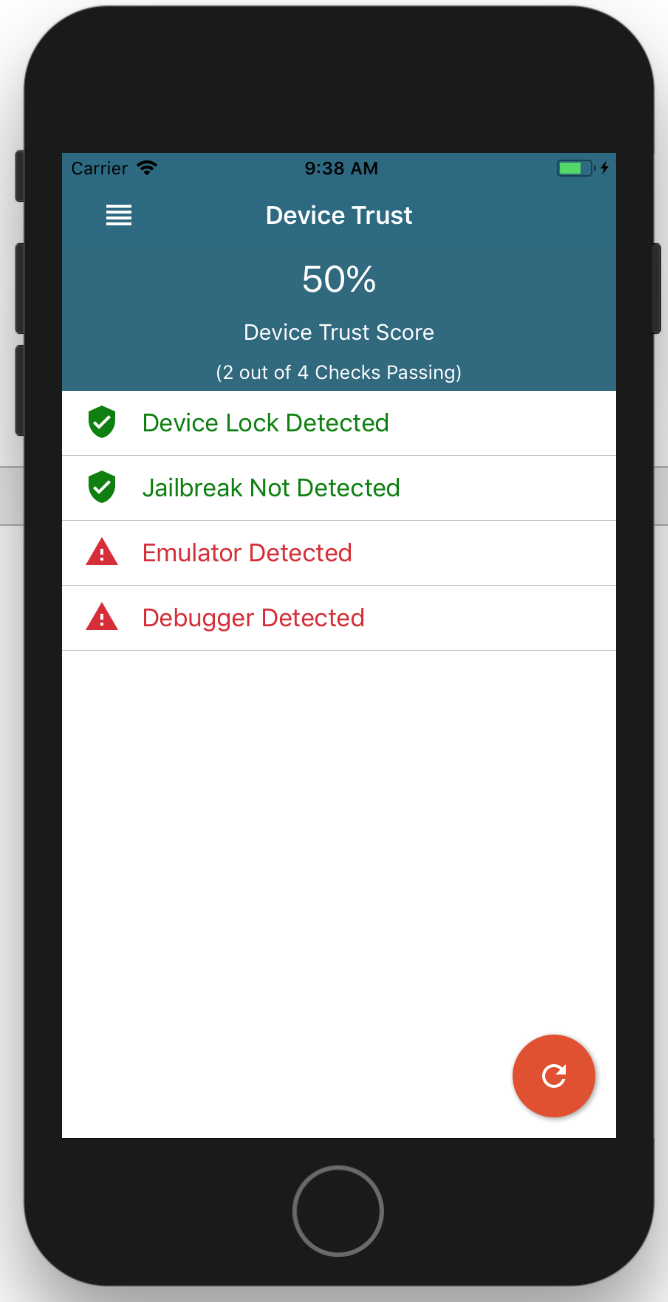 Carrier 9:38 AM
Device Trust
50%
Device Trust Score
(2 out of 4 Checks Passing)
Device Lock Detected
Jailbreak Not Detected
Emulator Detected
Debugger Detected